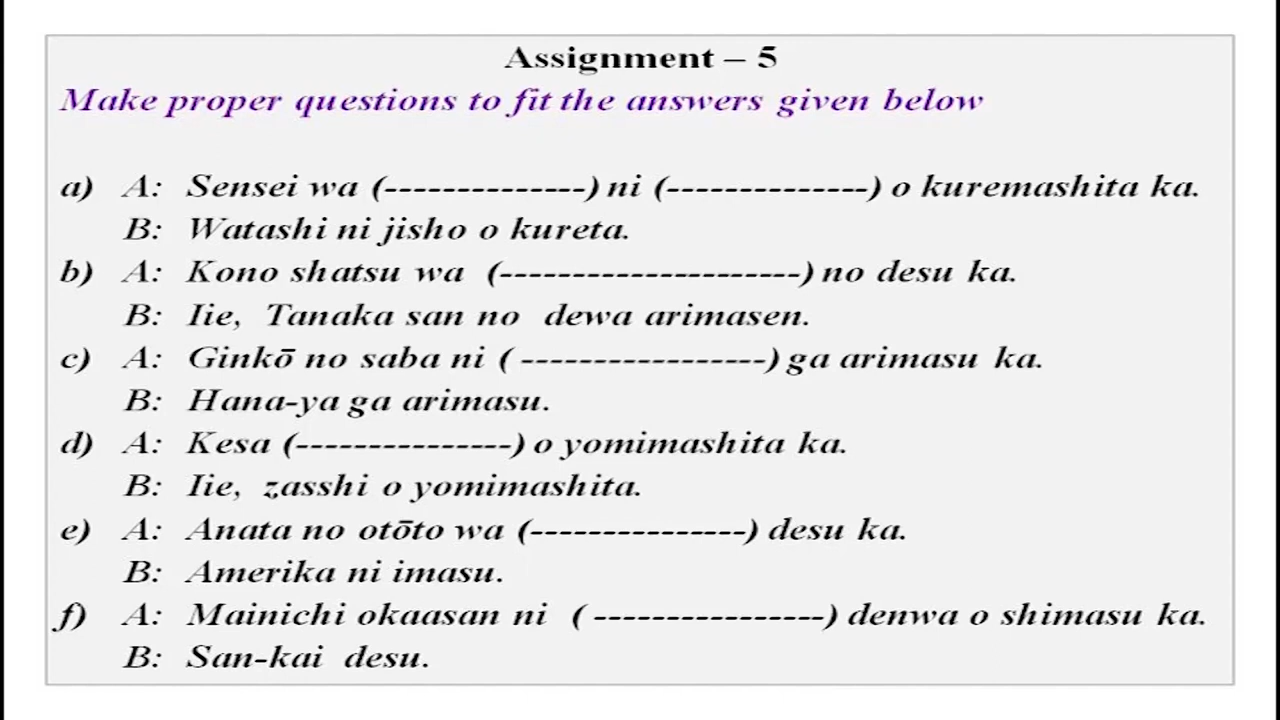 Assignment – 5
Make proper questions to fit the answers given below
a) A: Sensei wa (--------------) ni (--------------) o kuremashita ka.
B: Watashi ni jisho o kureta.
b) A: Kono shatsu wa (---------------------) no desu ka.
B: Iie, Tanaka san no dewa arimasen.
c) A: Ginkō no saba ni ( -----------------) ga arimasu ka.
B: Hana-ya ga arimasu.
d) A: Kesa (---------------) o yomimashita ka.
B: Iie, zasshi o yomimashita.
e) A: Anata no otōto wa (---------------) desu ka.
B: Amerika ni imasu.
f) A: Mainichi okaasan ni ( ----------------) denwa o shimasu ka.
B: San-kai desu.